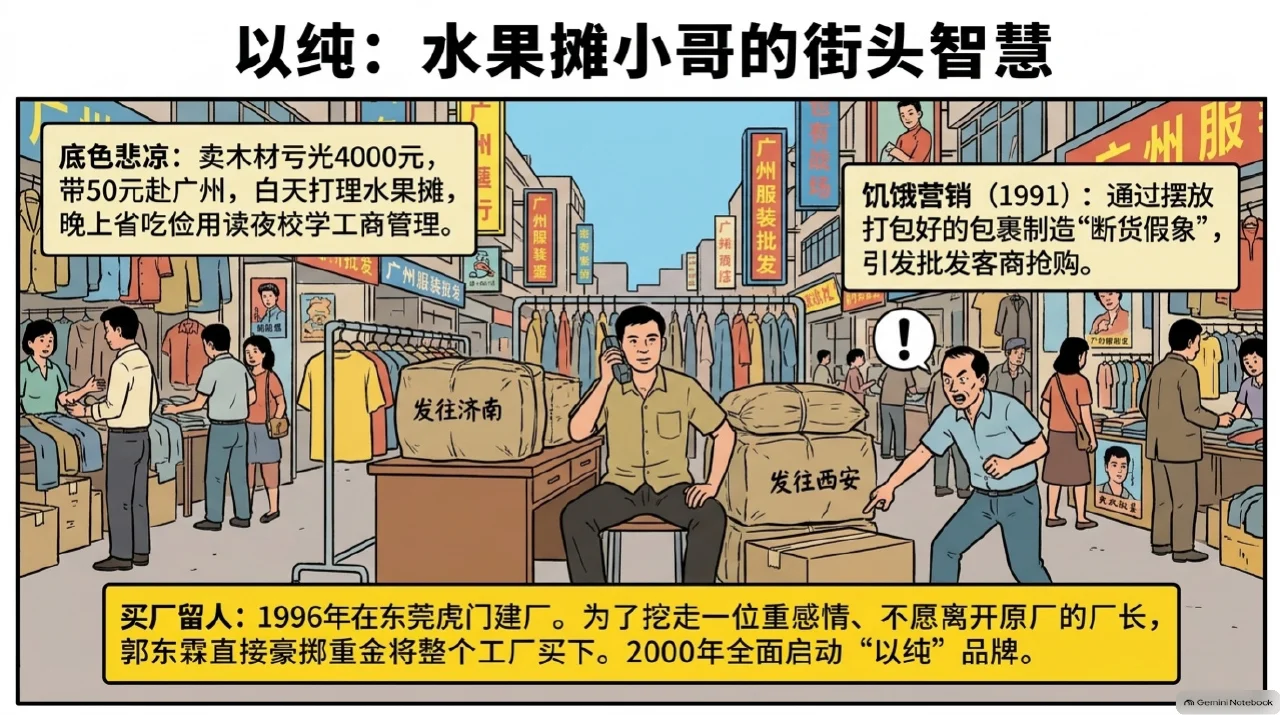 以纯：水果摊小哥的街头智慧
底色悲凉：卖木材亏光4000元，
带50元赴广州，白天打理水果摊，
晚上省吃俭用读夜校学工商管理。
饥饿营销（1991）：通过摆放
打包好的包裹制造“断货假象”，
引发批发客商抢购。
广州服
广州服装批发
广州服装批发
发往济南
发往西安
!
买厂留人：1996年在东莞虎门建厂。为了挖走一位重感情、不愿离开原厂的厂长，
郭东霖直接豪掷重金将整个工厂买下。2000年全面启动“以纯”品牌。
Gemini Notebook